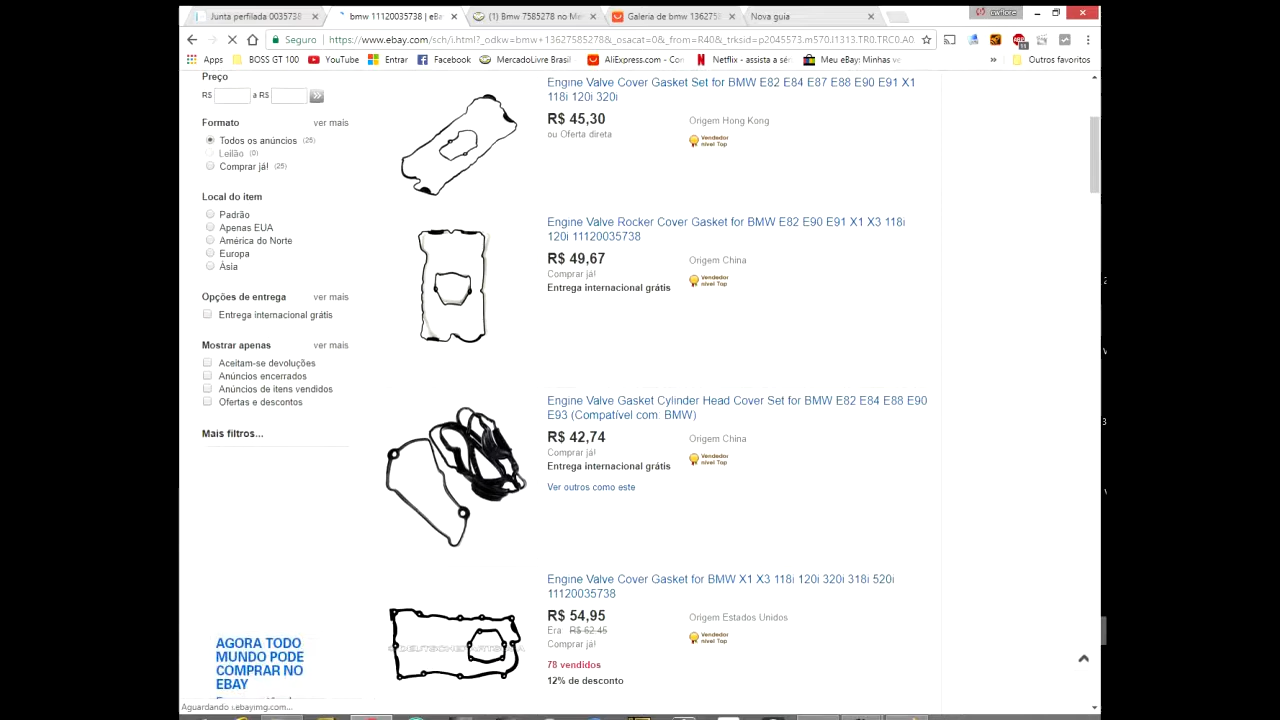 Junta perfilada 0035738
bmw 11120035738 | eBa
(1) Bmw 7585278 no Me
Galeria de bmw 1362758
Nova guia
Seguro
https://www.ebay.com/sch/i.html?_odkw=bmw+13627585278&_osacat=0&_from=R40&_trksid=p2045573.m570.l1313.TR0.TRC0.A0
Apps
BOSS GT 100
YouTube
Entrar
Facebook
MercadoLivre Brasil
AliExpress.com - Con
Netflix - assista a sér
Meu eBay: Minhas ve
»
Outros favoritos
Preço
R$
a R$
Formato
ver mais
Todos os anúncios (25)
Leilão (0)
Comprar já! (25)
Local do item
Padrão
Apenas EUA
América do Norte
Europa
Ásia
Opções de entrega
ver mais
Entrega internacional grátis
Mostrar apenas
ver mais
Aceitam-se devoluções
Anúncios encerrados
Anúncios de itens vendidos
Ofertas e descontos
Mais filtros...
AGORA TODO
MUNDO PODE
COMPRAR NO
EBAY
Engine Valve Cover Gasket Set for BMW E82 E84 E87 E88 E90 E91 X1
118i 120i 320i
R$ 45,30
ou Oferta direta
Origem Hong Kong
Vendedor
nível Top
Engine Valve Rocker Cover Gasket for BMW E82 E90 E91 X1 X3 118i
120i 11120035738
R$ 49,67
Comprar já!
Entrega internacional grátis
Origem China
Vendedor
nível Top
Engine Valve Gasket Cylinder Head Cover Set for BMW E82 E84 E88 E90
E93 (Compatível com: BMW)
R$ 42,74
Comprar já!
Entrega internacional grátis
Ver outros como este
Origem China
Vendedor
nível Top
Engine Valve Cover Gasket for BMW X1 X3 118i 120i 320i 318i 520i
11120035738
R$ 54,95
Era R$ 62,45
Comprar já!
78 vendidos
12% de desconto
Origem Estados Unidos
Vendedor
nível Top
Aguardando i.ebayimg.com...